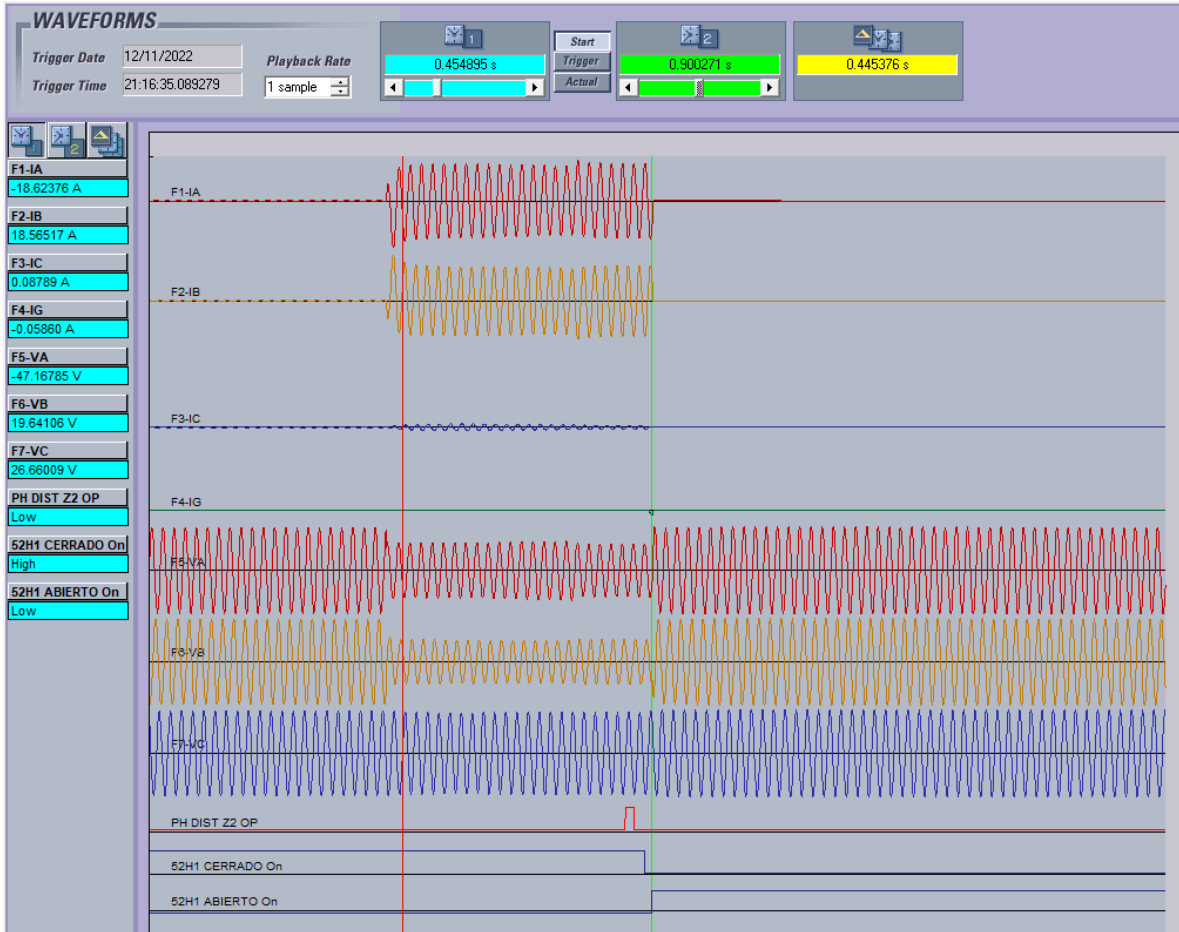 WAVEFORMS
Trigger Date 12/11/2022
Trigger Time 21:16:35.089279
Playback Rate
1 sample
1
0.454895 s
Start
Trigger
Actual
2
0.900271 s
0.445376 s
1 2
F1-IA
-18.62376 A
F2-IB
18.56517 A
F3-IC
0.08789 A
F4-IG
-0.05860 A
F5-VA
-47.16785 V
F6-VB
19.64106 V
F7-VC
26.66009 V
PH DIST Z2 OP
Low
52H1 CERRADO On
High
52H1 ABIERTO On
Low
F1-IA
F2-IB
F3-IC
F4-IG
F5-VA
F6-VB
F7-VC
PH DIST Z2 OP
52H1 CERRADO On
52H1 ABIERTO On